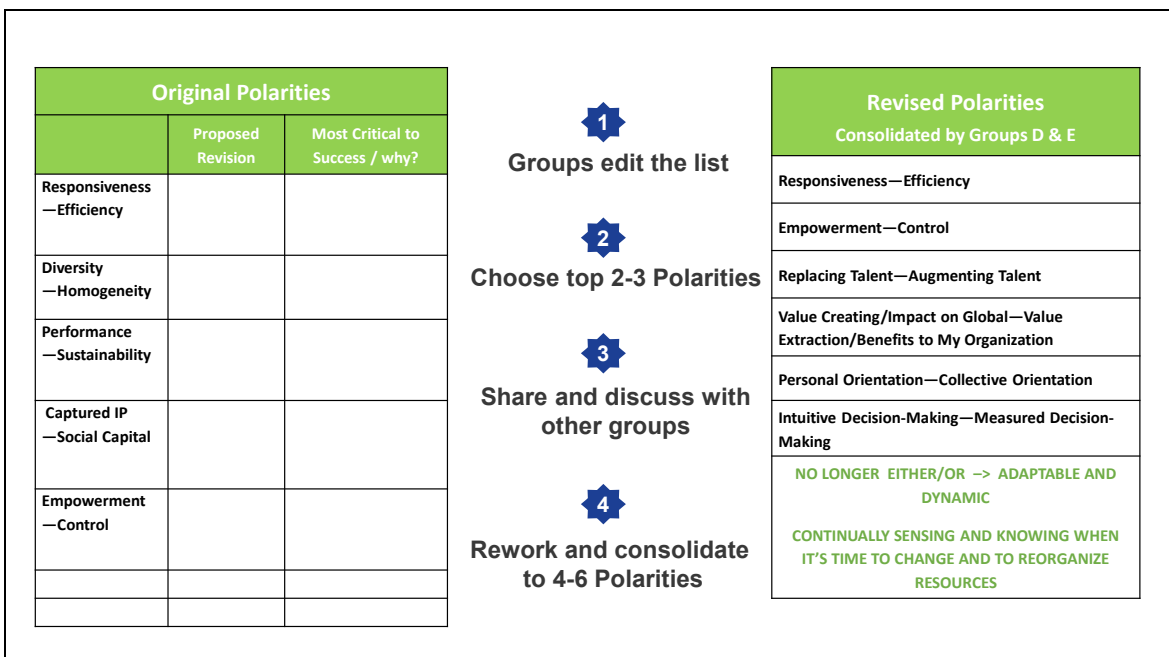 Original Polarities
Proposed
Revision
Most Critical to
Success / why?
Responsiveness
—Efficiency
Diversity
—Homogeneity
Performance
—Sustainability
Captured IP
—Social Capital
Empowerment
—Control
1
Groups edit the list
2
Choose top 2-3 Polarities
3
Share and discuss with
other groups
4
Rework and consolidate
to 4-6 Polarities
Revised Polarities
Consolidated by Groups D & E
Responsiveness—Efficiency
Empowerment—Control
Replacing Talent—Augmenting Talent
Value Creating/Impact on Global—Value
Extraction/Benefits to My Organization
Personal Orientation—Collective Orientation
Intuitive Decision-Making—Measured Decision-
Making
NO LONGER EITHER/OR –> ADAPTABLE AND
DYNAMIC
CONTINUALLY SENSING AND KNOWING WHEN
IT'S TIME TO CHANGE AND TO REORGANIZE
RESOURCES